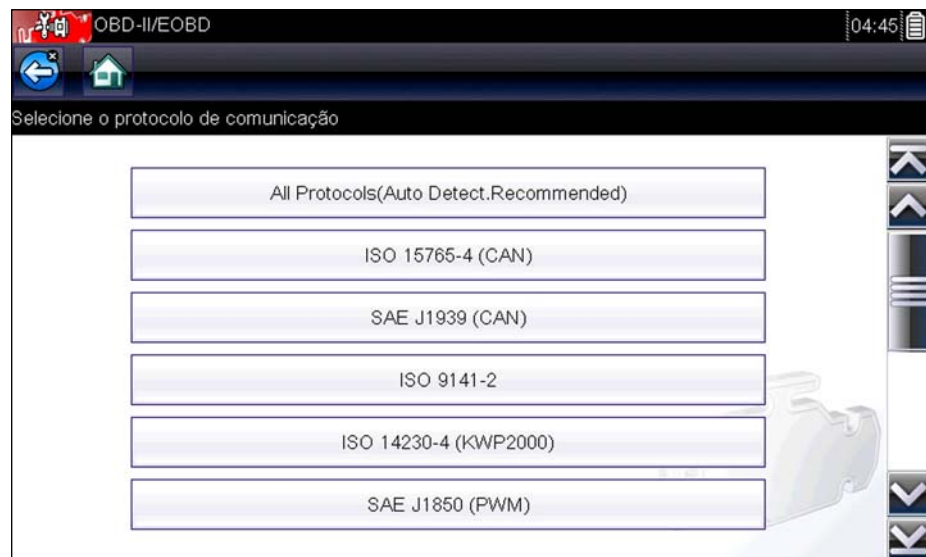 OBD-II/EOBD
04:45
Selecione o protocolo de comunicação
All Protocols(Auto Detect.Recommended)
ISO 15765-4 (CAN)
SAE J1939 (CAN)
ISO 9141-2
ISO 14230-4 (KWP2000)
SAE J1850 (PWM)